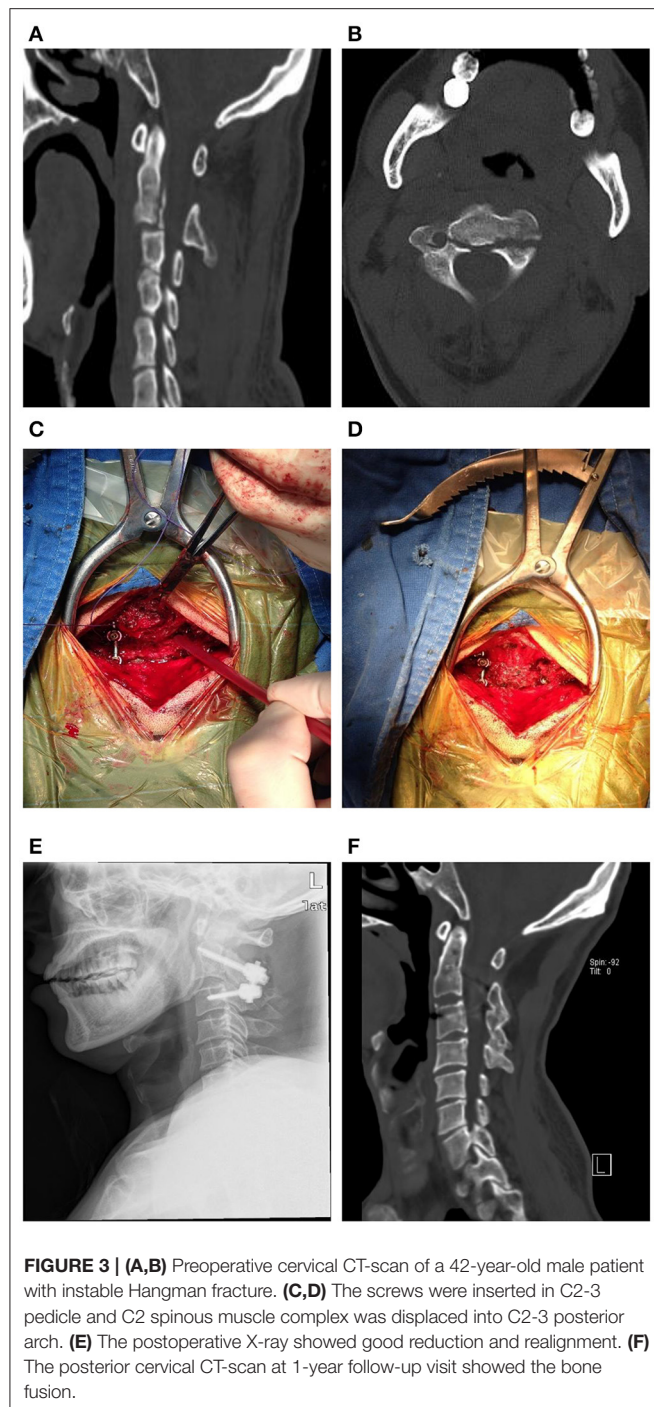 A
B
C
D
E
F
L
lat
Spin: -92
Tilt: 0
L
FIGURE 3 | (A,B) Preoperative cervical CT-scan of a 42-year-old male patient
with instable Hangman fracture. (C,D) The screws were inserted in C2-3
pedicle and C2 spinous muscle complex was displaced into C2-3 posterior
arch. (E) The postoperative X-ray showed good reduction and realignment. (F)
The posterior cervical CT-scan at 1-year follow-up visit showed the bone
fusion.